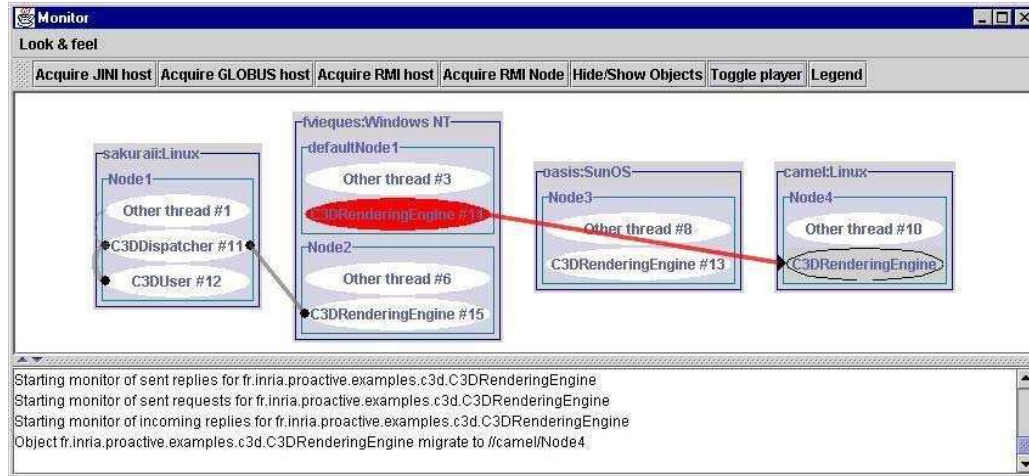 Monitor
Look & feel
Acquire JINI host Acquire GLOBUS host Acquire RMI host Acquire RMI Node Hide/Show Objects Toggle player Legend
sakuraii:Linux
Node1
Other thread #1
C3DDispatcher #11
C3DUser #12
fvieques:Windows NT
defaultNode1
Other thread #3
C3DRenderingEngine #14
Node2
Other thread #6
C3DRenderingEngine #15
oasis:SunOS
Node3
Other thread #8
C3DRenderingEngine #13
camel:Linux
Node4
Other thread #10
C3DRenderingEngine
Starting monitor of sent replies for fr.inria.proactive.examples.c3d.C3DRenderingEngine
Starting monitor of sent requests for fr.inria.proactive.examples.c3d.C3DRenderingEngine
Starting monitor of incoming replies for fr.inria.proactive.examples.c3d.C3DRenderingEngine
Object fr.inria.proactive.examples.c3d.C3DRenderingEngine migrate to //camel/Node4